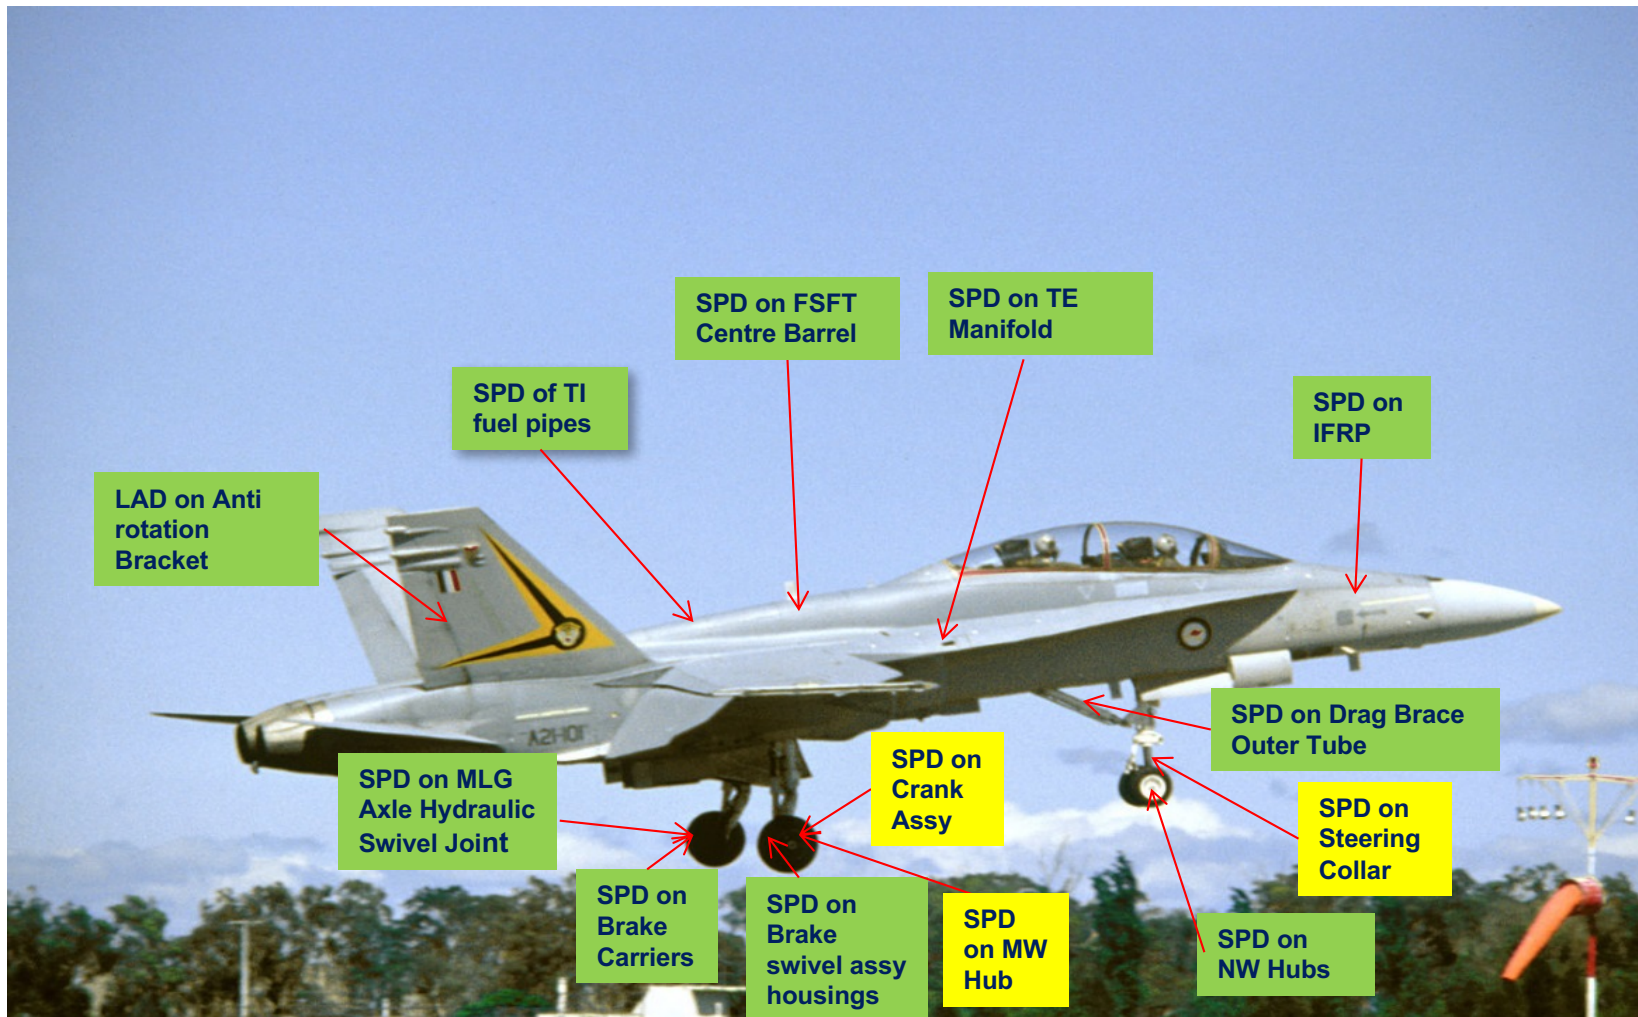 SPD on FSFT
Centre Barrel
SPD on TE
Manifold
SPD of TI
fuel pipes
SPD on
IFRP
LAD on Anti
rotation
Bracket
A21-101
SPD on Drag Brace
Outer Tube
SPD on MLG
Axle Hydraulic
Swivel Joint
SPD on
Crank
Assy
SPD on
Steering
Collar
SPD on
Brake
Carriers
SPD on
Brake
swivel assy
housings
SPD
on MW
Hub
SPD on
NW Hubs